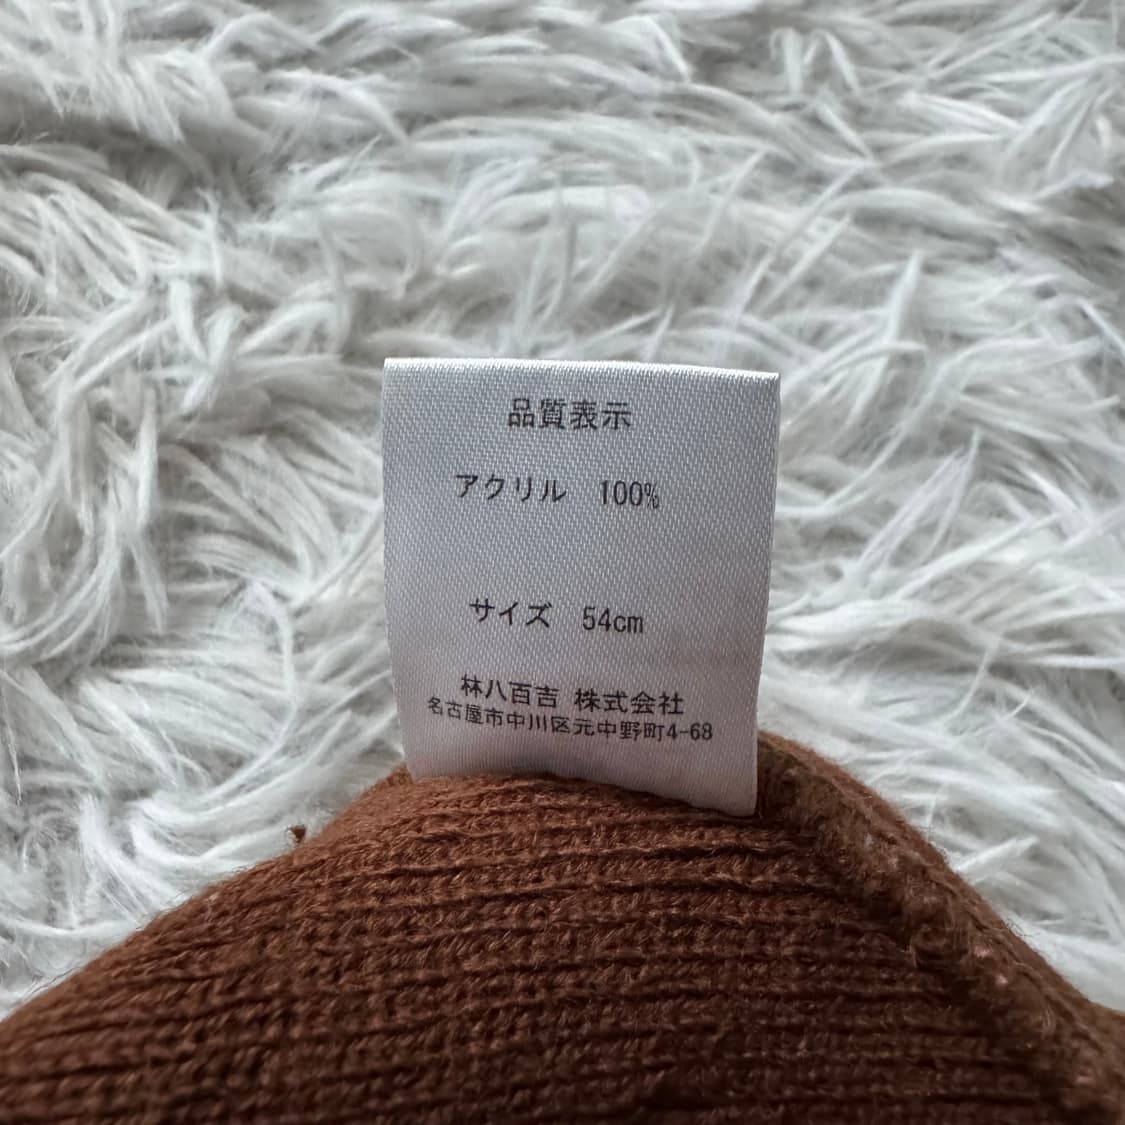 品質表示
アクリル 100%
サイズ 54cm
林八百吉 株式会社
名古屋市中川区元中野町4-68